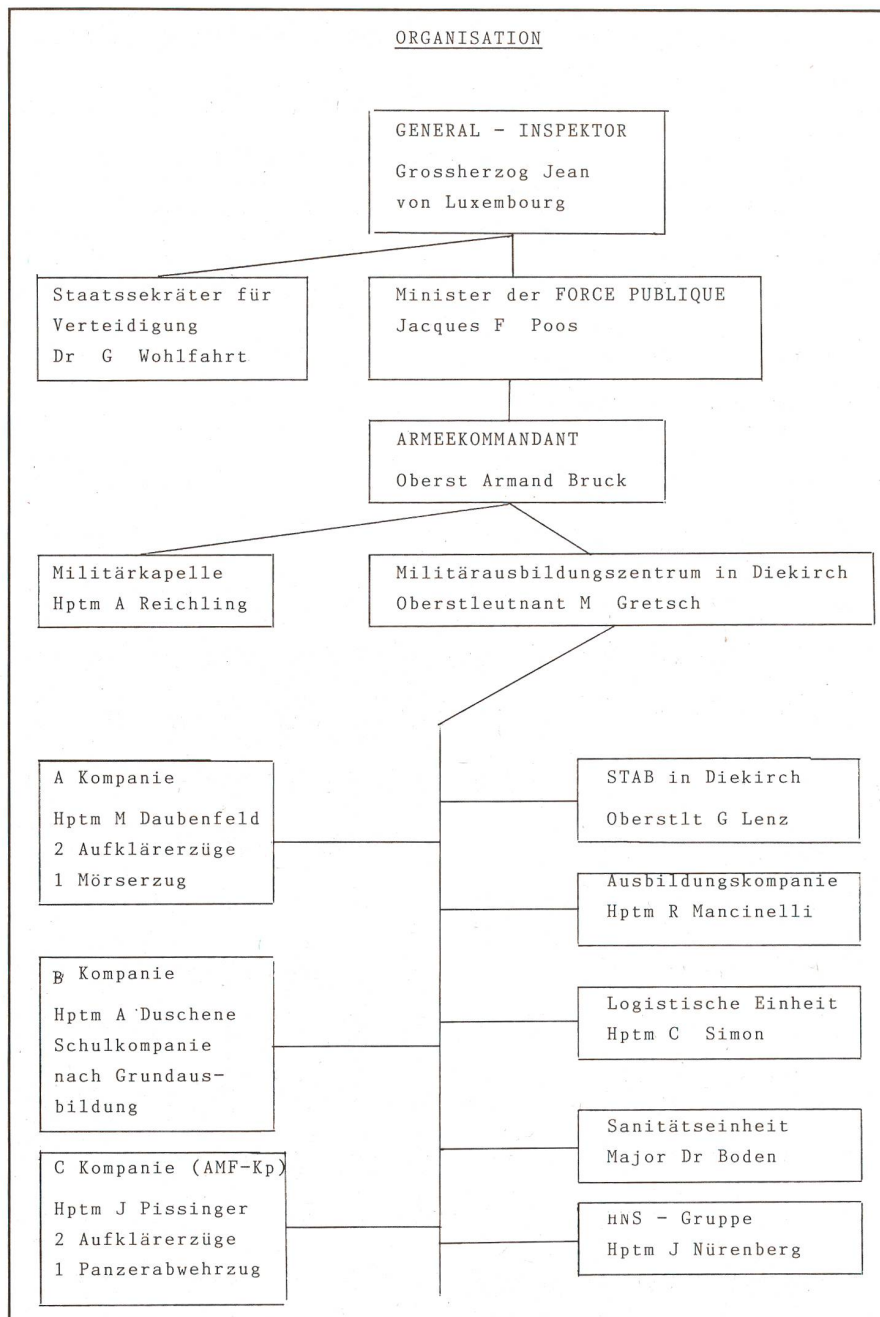 ORGANISATION
GENERAL - INSPEKTOR
Grossherzog Jean
von Luxembourg
Staatssekräter für
Verteidigung
Dr G Wohlfahrt
Minister der FORCE PUBLIQUE
Jacques F Poos
ARMEEKOMMANDANT
Oberst Armand Bruck
Militärkapelle
Hptm A Reichling
Militärausbildungszentrum in Diekirch
Oberstleutnant M Gretsch
A Kompanie
Hptm M Daubenfeld
2 Aufklärerzüge
1 Mörserzug
B Kompanie
Hptm A Duschene
Schulkompanie
nach Grundaus-
bildung
C Kompanie (AMF-Kp)
Hptm J Pissinger
2 Aufklärerzüge
1 Panzerabwehrzug
STAB in Diekirch
Oberstlt G Lenz
Ausbildungskompanie
Hptm R Mancinelli
Logistische Einheit
Hptm C Simon
Sanitätseinheit
Major Dr Boden
HNS - Gruppe
Hptm J Nürenberg